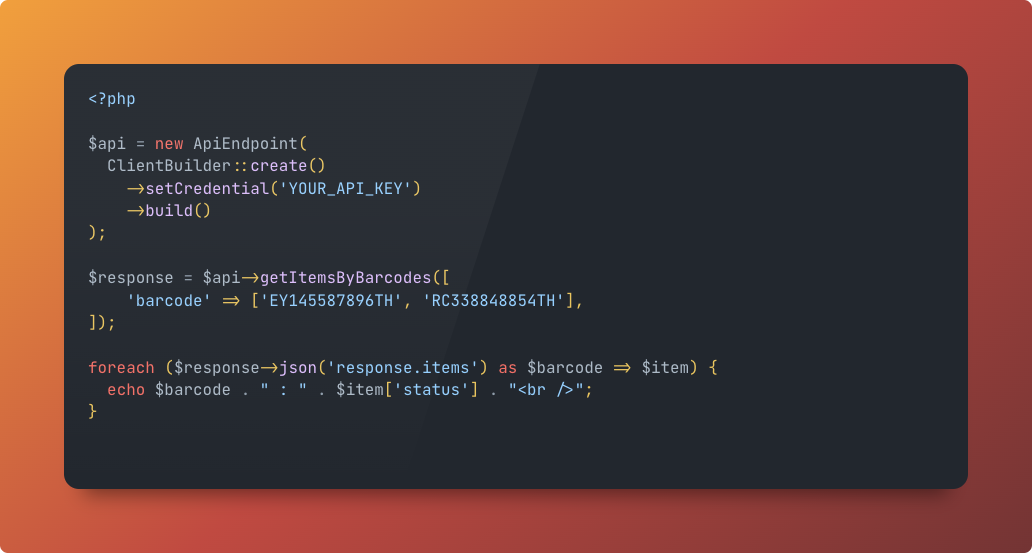 <?php
$api = new ApiEndpoint(
  ClientBuilder::create()
    ->setCredential('YOUR_API_KEY')
    ->build()
);
$response = $api->getItemsByBarcodes([
    'barcode' => ['EY145587896TH', 'RC338848854TH'],
]);
foreach ($response->json('response.items') as $barcode => $item) {
  echo $barcode . " : " . $item['status'] . "<br />";
}